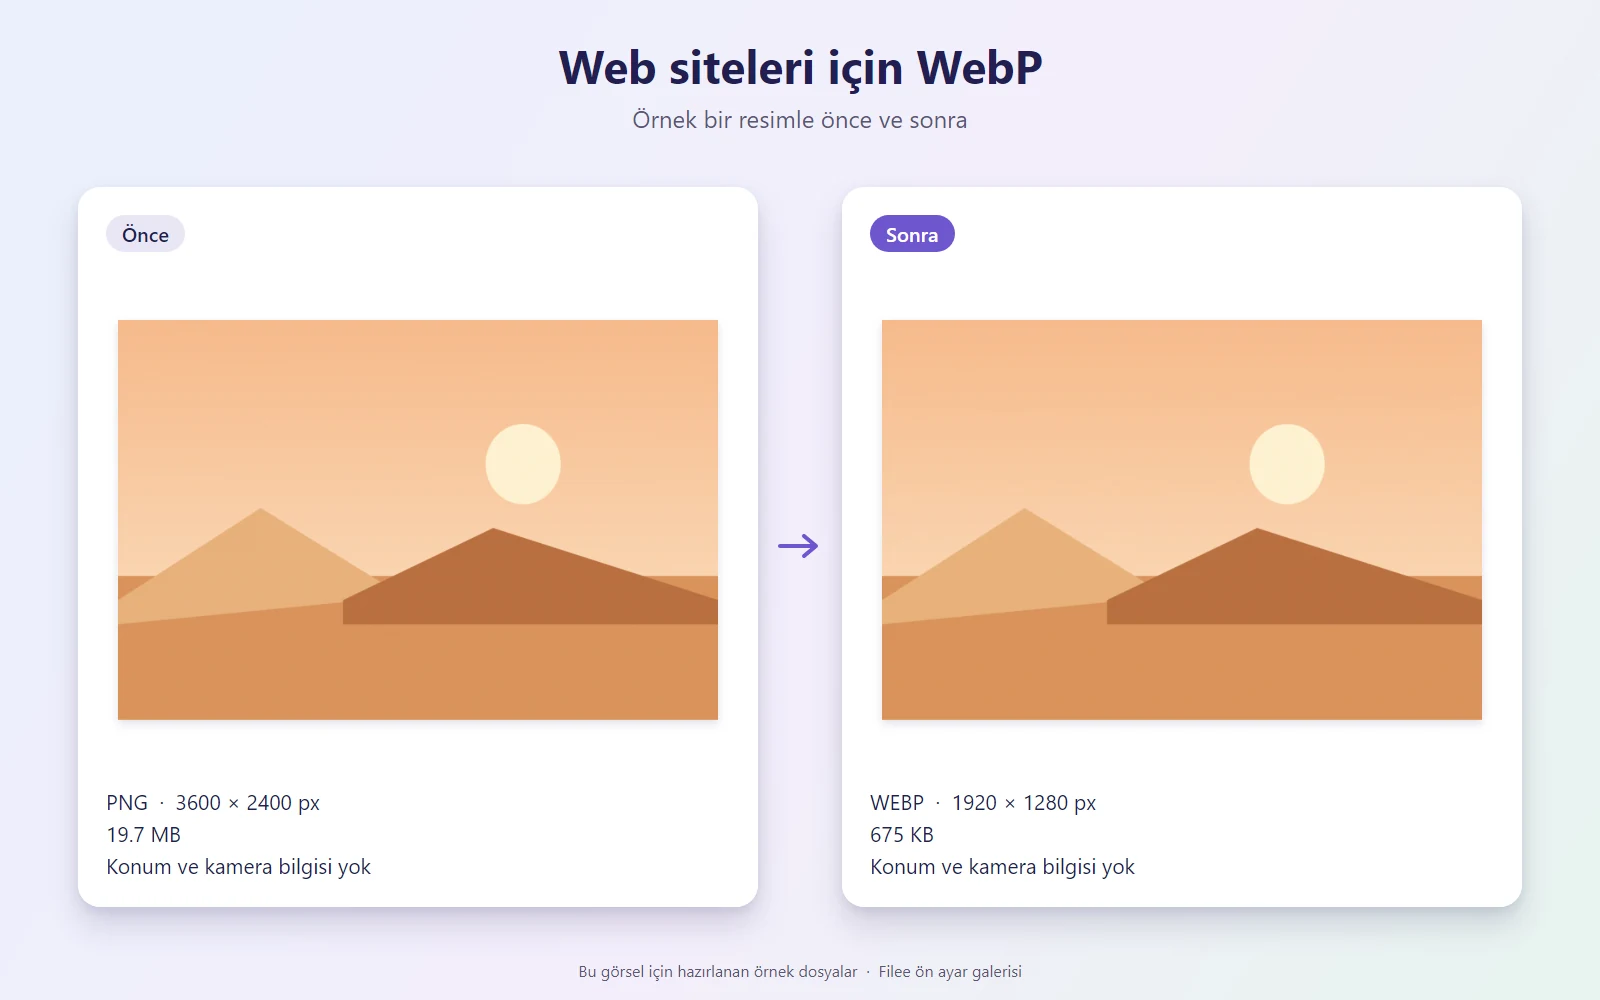 Web siteleri için WebP
Örnek bir resimle önce ve sonra
Önce
PNG · 3600 × 2400 px
19.7 MB
Konum ve kamera bilgisi yok
Sonra
WEBP · 1920 × 1280 px
675 KB
Konum ve kamera bilgisi yok
Bu görsel için hazırlanan örnek dosyalar · Filee ön ayar galerisi